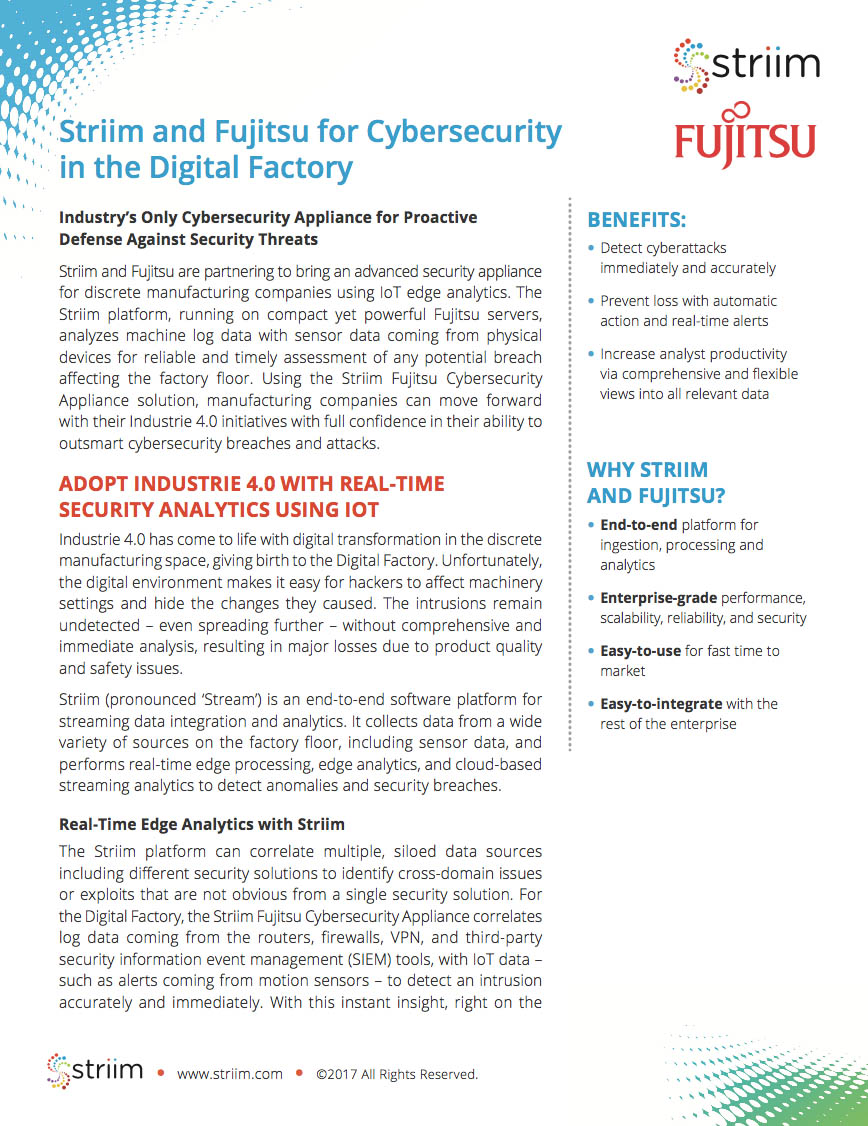 striim
FUJITSU
Striim and Fujitsu for Cybersecurity
in the Digital Factory
Industry’s Only Cybersecurity Appliance for Proactive
Defense Against Security Threats
Striim and Fujitsu are partnering to bring an advanced security appliance
for discrete manufacturing companies using IoT edge analytics. The
Striim platform, running on compact yet powerful Fujitsu servers,
analyzes machine log data with sensor data coming from physical
devices for reliable and timely assessment of any potential breach
affecting the factory floor. Using the Striim Fujitsu Cybersecurity
Appliance solution, manufacturing companies can move forward
with their Industrie 4.0 initiatives with full confidence in their ability to
outsmart cybersecurity breaches and attacks.
ADOPT INDUSTRIE 4.0 WITH REAL-TIME
SECURITY ANALYTICS USING IOT
Industrie 4.0 has come to life with digital transformation in the discrete
manufacturing space, giving birth to the Digital Factory. Unfortunately,
the digital environment makes it easy for hackers to affect machinery
settings and hide the changes they caused. The intrusions remain
undetected – even spreading further – without comprehensive and
immediate analysis, resulting in major losses due to product quality
and safety issues.
Striim (pronounced ‘Stream’) is an end-to-end software platform for
streaming data integration and analytics. It collects data from a wide
variety of sources on the factory floor, including sensor data, and
performs real-time edge processing, edge analytics, and cloud-based
streaming analytics to detect anomalies and security breaches.
Real-Time Edge Analytics with Striim
The Striim platform can correlate multiple, siloed data sources
including different security solutions to identify cross-domain issues
or exploits that are not obvious from a single security solution. For
the Digital Factory, the Striim Fujitsu Cybersecurity Appliance correlates
log data coming from the routers, firewalls, VPN, and third-party
security information event management (SIEM) tools, with IoT data –
such as alerts coming from motion sensors – to detect an intrusion
accurately and immediately. With this instant insight, right on the
BENEFITS:
• Detect cyberattacks
immediately and accurately
• Prevent loss with automatic
action and real-time alerts
• Increase analyst productivity
via comprehensive and flexible
views into all relevant data
WHY STRIIM
AND FUJITSU?
• End-to-end platform for
ingestion, processing and
analytics
• Enterprise-grade performance,
scalability, reliability, and security
• Easy-to-use for fast time to
market
• Easy-to-integrate with the
rest of the enterprise
striim • www.striim.com • ©2017 All Rights Reserved.